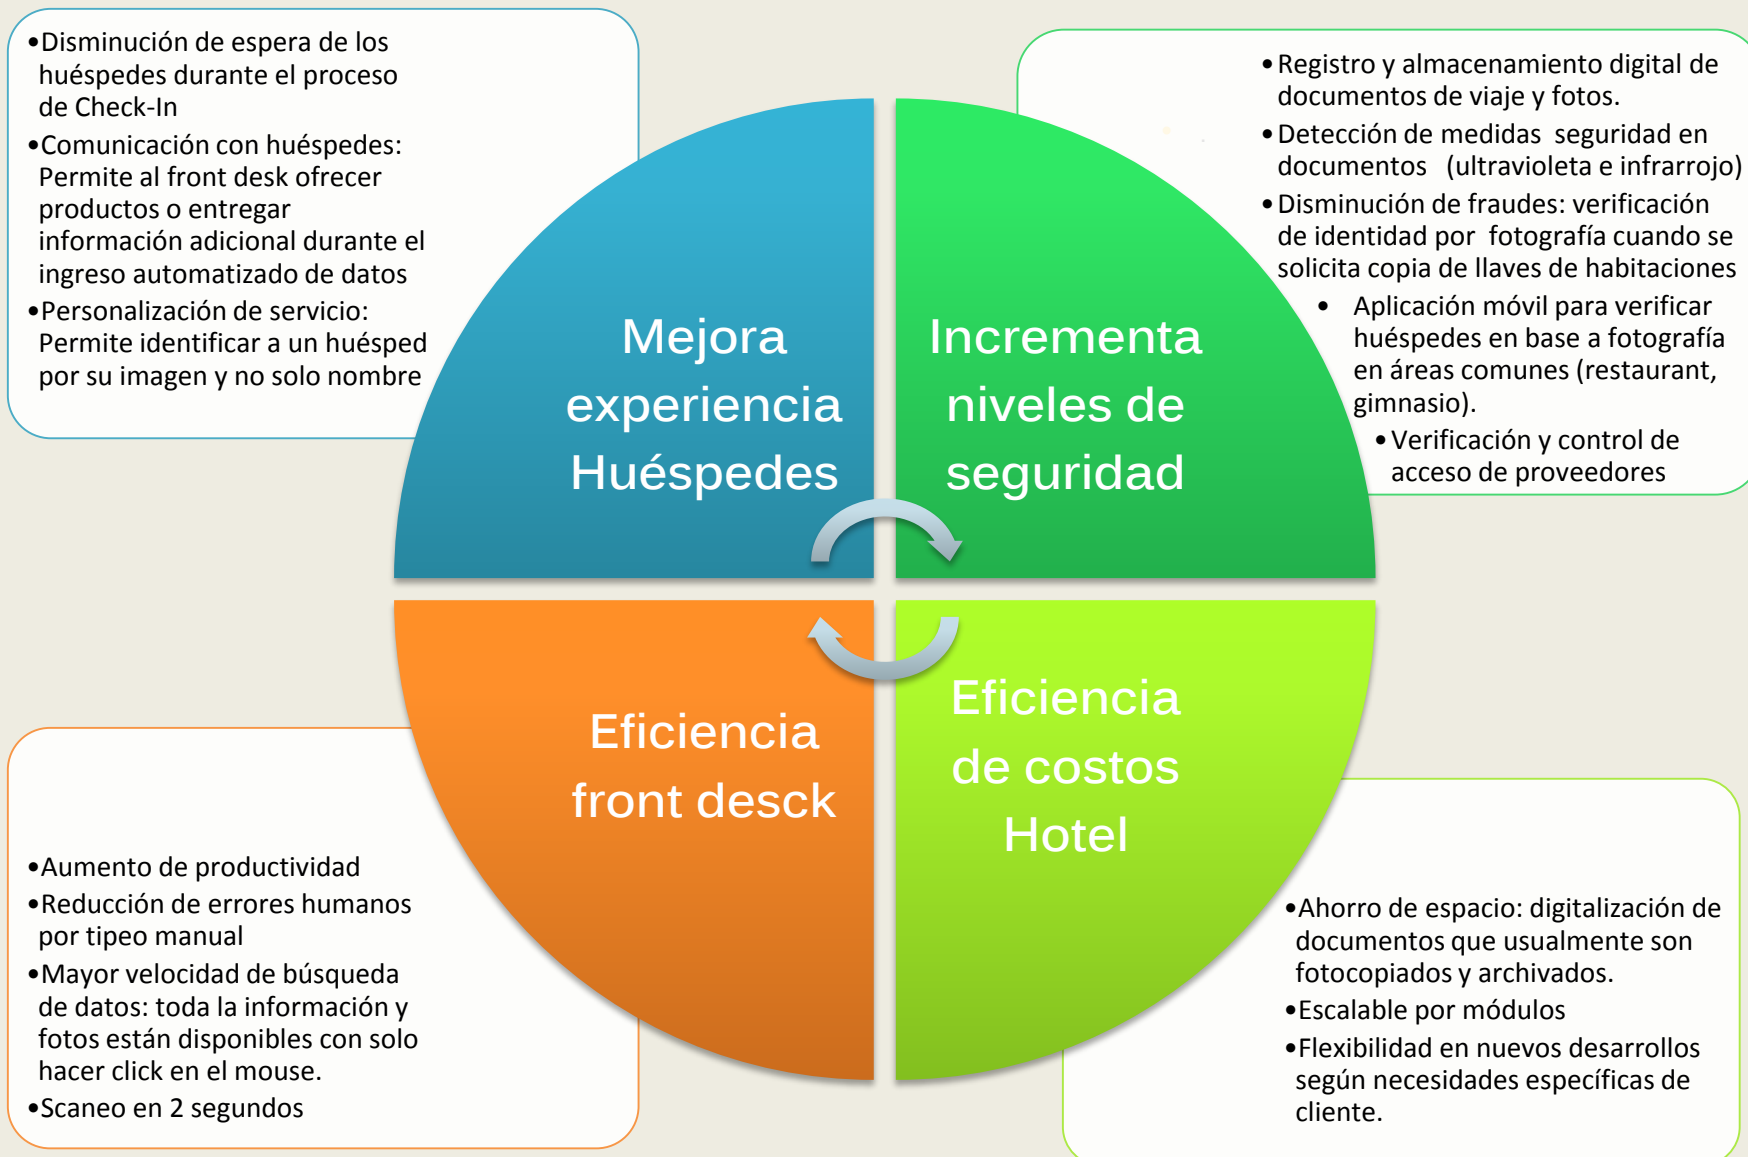 •Disminución de espera de los
huéspedes durante el proceso
de Check-In
•Comunicación con huéspedes:
Permite al front desk ofrecer
productos o entregar
información adicional durante el
ingreso automatizado de datos
•Personalización de servicio:
Permite identificar a un huésped
por su imagen y no solo nombre
•Registro y almacenamiento digital de
documentos de viaje y fotos.
•Detección de medidas seguridad en
documentos (ultravioleta e infrarrojo)
•Disminución de fraudes: verificación
de identidad por fotografía cuando se
solicita copia de llaves de habitaciones
• Aplicación móvil para verificar
huéspedes en base a fotografía
en áreas comunes (restaurant,
gimnasio).
•Verificación y control de
acceso de proveedores
Mejora
experiencia
Huéspedes
Incrementa
niveles de
seguridad
Eficiencia
front desck
Eficiencia
de costos
Hotel
•Aumento de productividad
•Reducción de errores humanos
por tipeo manual
•Mayor velocidad de búsqueda
de datos: toda la información y
fotos están disponibles con solo
hacer click en el mouse.
•Scaneo en 2 segundos
•Ahorro de espacio: digitalización de
documentos que usualmente son
fotocopiados y archivados.
•Escalable por módulos
•Flexibilidad en nuevos desarrollos
según necesidades específicas de
cliente.